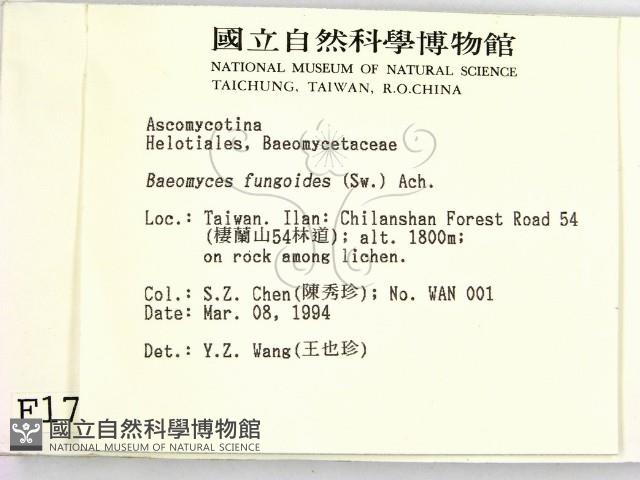 國立自然科學博物館
NATIONAL MUSEUM OF NATURAL SCIENCE
TAICHUNG, TAIWAN, R.O.CHINA
Ascomycotina
Helotiales, Baeomycetaceae
Baeomyces fungoides (Sw.) Ach.
Loc.: Taiwan. Ilan: Chilanshan Forest Road 54
(棲蘭山54林道); alt. 1800m;
on rock among lichen.
Col.: S.Z. Chen(陳秀珍); No. WAN 001
Date: Mar. 08, 1994
Det.: Y.Z. Wang(王也珍)
F17
國立自然科學博物館
NATIONAL MUSEUM OF NATURAL SCIENCE